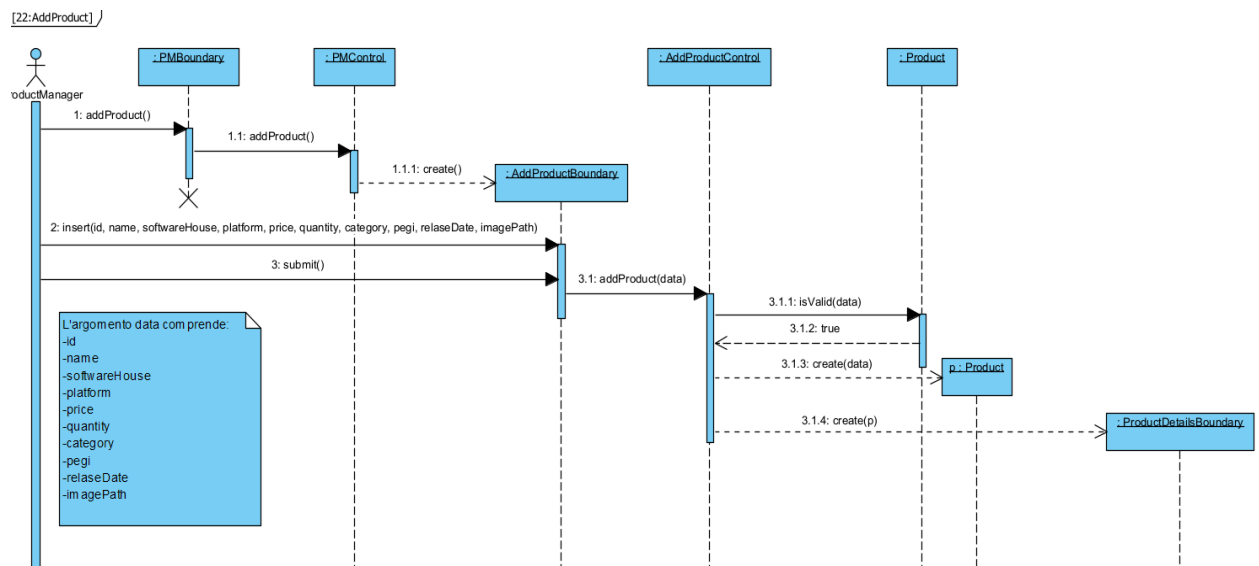 [22:AddProduct]
: PMBoundary
: PMControl
: AddProductControl
: Product
roductManager
1: addProduct()
1.1: addProduct()
1.1.1: create()
: AddProductBoundary
2: insert(id, name, softwareHouse, platform, price, quantity, category, pegi, relaseDate, imagePath)
3: submit()
3.1: addProduct(data)
3.1.1: isValid(data)
3.1.2: true
3.1.3: create(data)
p : Product
3.1.4: create(p)
: ProductDetailsBoundary
L'argomento data comprende:
-id
-name
-softwareHouse
-platform
-price
-quantity
-category
-pegi
-relaseDate
-imagePath